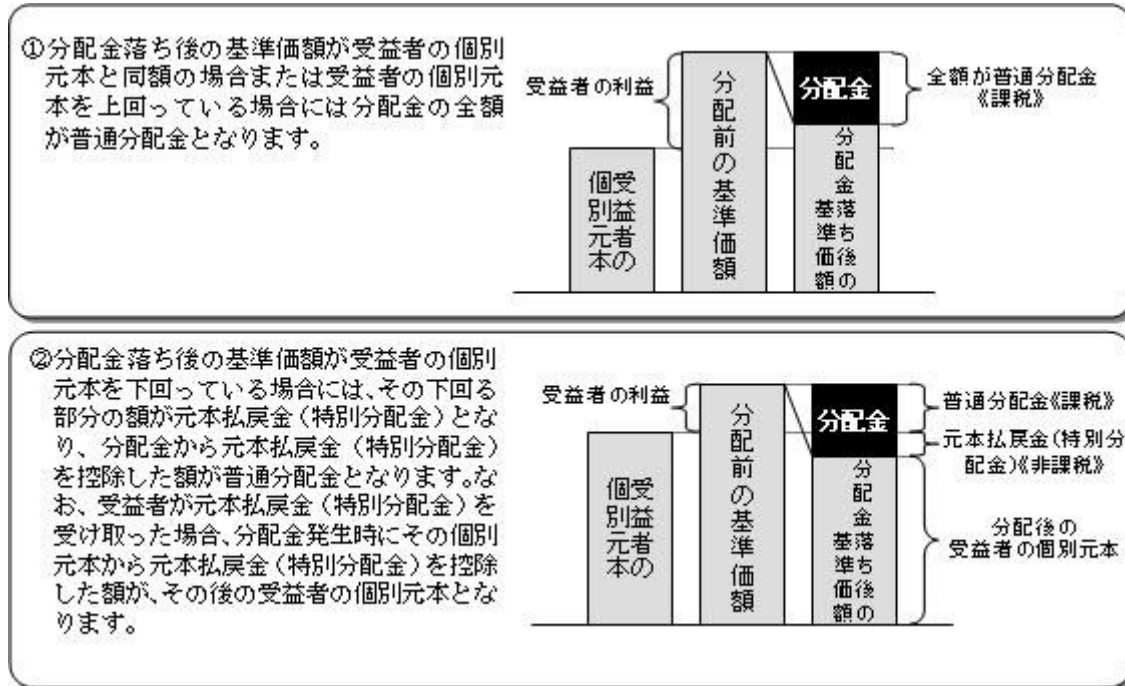 ①分配金落ち後の基準価額が受益者の個別
元本と同額の場合または受益者の個別元
本を上回っている場合には分配金の全額
が普通分配金となります。
受益者の利益
受益者の
個別元本
分配前の基準価額
分配金
分配金落ち後の
基準価額
全額が普通分配金
《課税》
②分配金落ち後の基準価額が受益者の個別
元本を下回っている場合には、その下回る
部分の額が元本払戻金(特別分配金)とな
り、分配金から元本払戻金(特別分配金)
を控除した額が普通分配金となります。な
お、受益者が元本払戻金(特別分配金)を
受け取った場合、分配金発生時にその個別
元本から元本払戻金(特別分配金)を控除
した額が、その後の受益者の個別元本とな
ります。
受益者の利益
受益者の
個別元本
分配前の基準価額
分配金
分配金落ち後の
基準価額
普通分配金《課税》
元本払戻金(特別分
配金)《非課税》
分配後の
受益者の個別元本